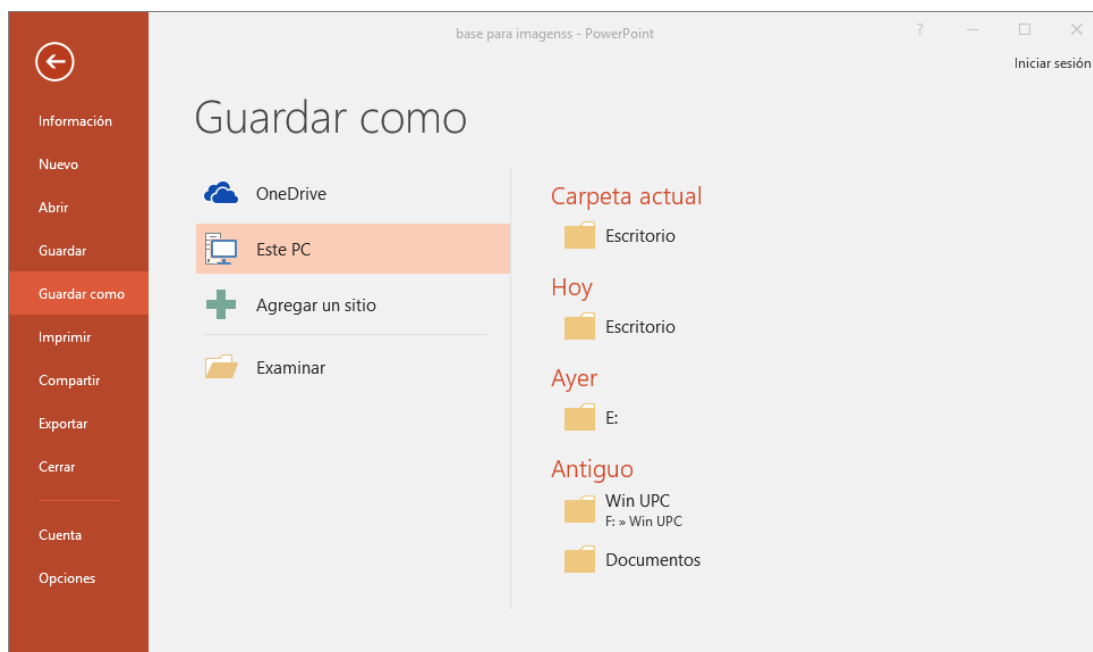 base para imagenss - PowerPoint
?
Iniciar sesión
Información
Nuevo
Abrir
Guardar
Guardar como
Imprimir
Compartir
Exportar
Cerrar
Cuenta
Opciones
Guardar como
OneDrive
Este PC
Agregar un sitio
Examinar
Carpeta actual
Escritorio
Hoy
Escritorio
Ayer
E:
Antiguo
Win UPC
F: » Win UPC
Documentos